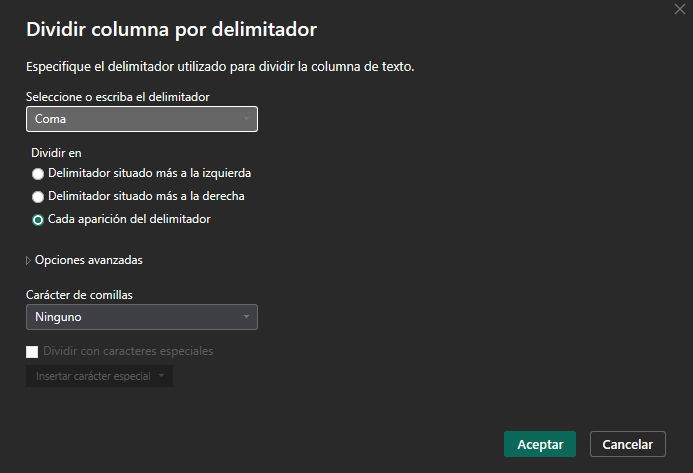 Dividir columna por delimitador
Especifique el delimitador utilizado para dividir la columna de texto.
Seleccione o escriba el delimitador
Coma
Dividir en
Delimitador situado más a la izquierda
Delimitador situado más a la derecha
Cada aparición del delimitador
Opciones avanzadas
Carácter de comillas
Ninguno
Dividir con caracteres especiales
Insertar carácter especial
Aceptar
Cancelar